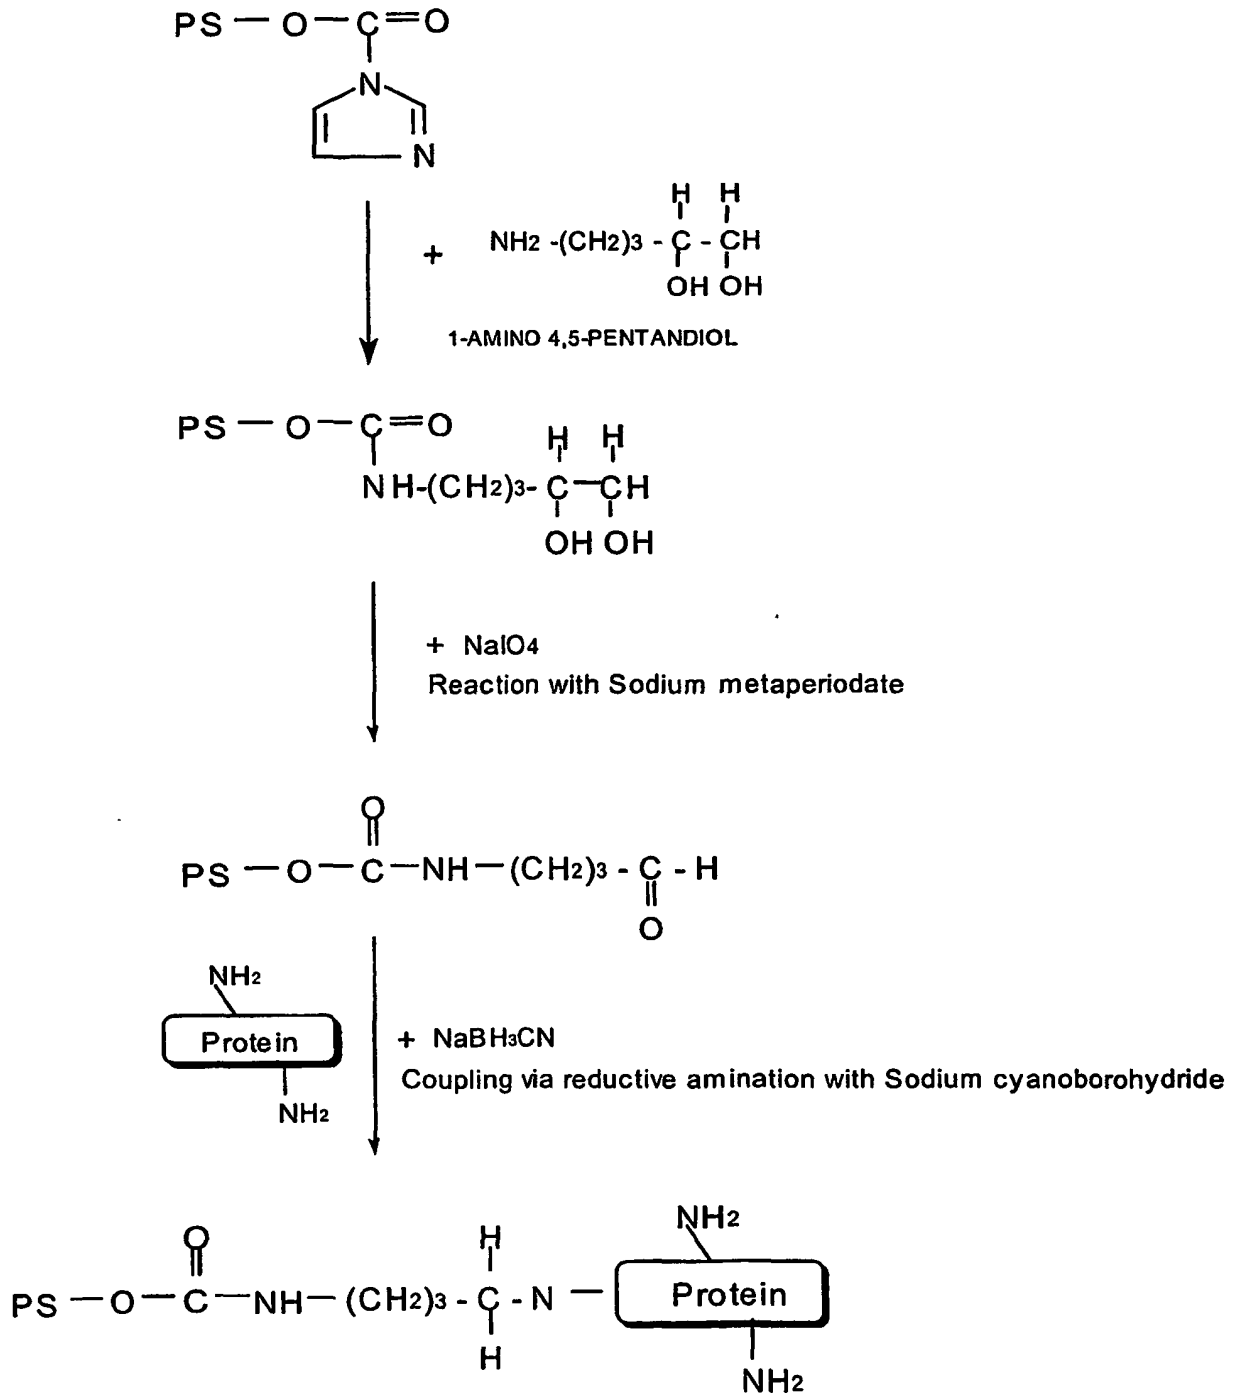 PS — O — C = O
N
N
H H
+ NH2 -(CH2)3 - C - CH
OH OH
1-AMINO 4,5-PENTANDIOL
PS — O — C = O
H H
NH-(CH2)3- C — CH
OH OH
+ NaIO4
Reaction with Sodium metaperiodate
O
PS — O — C — NH — (CH2)3 - C - H
O
NH2
Protein
NH2
+ NaBH3CN
Coupling via reductive amination with Sodium cyanoborohydride
O H NH2
PS — O — C — NH — (CH2)3 - C - N — Protein
H NH2